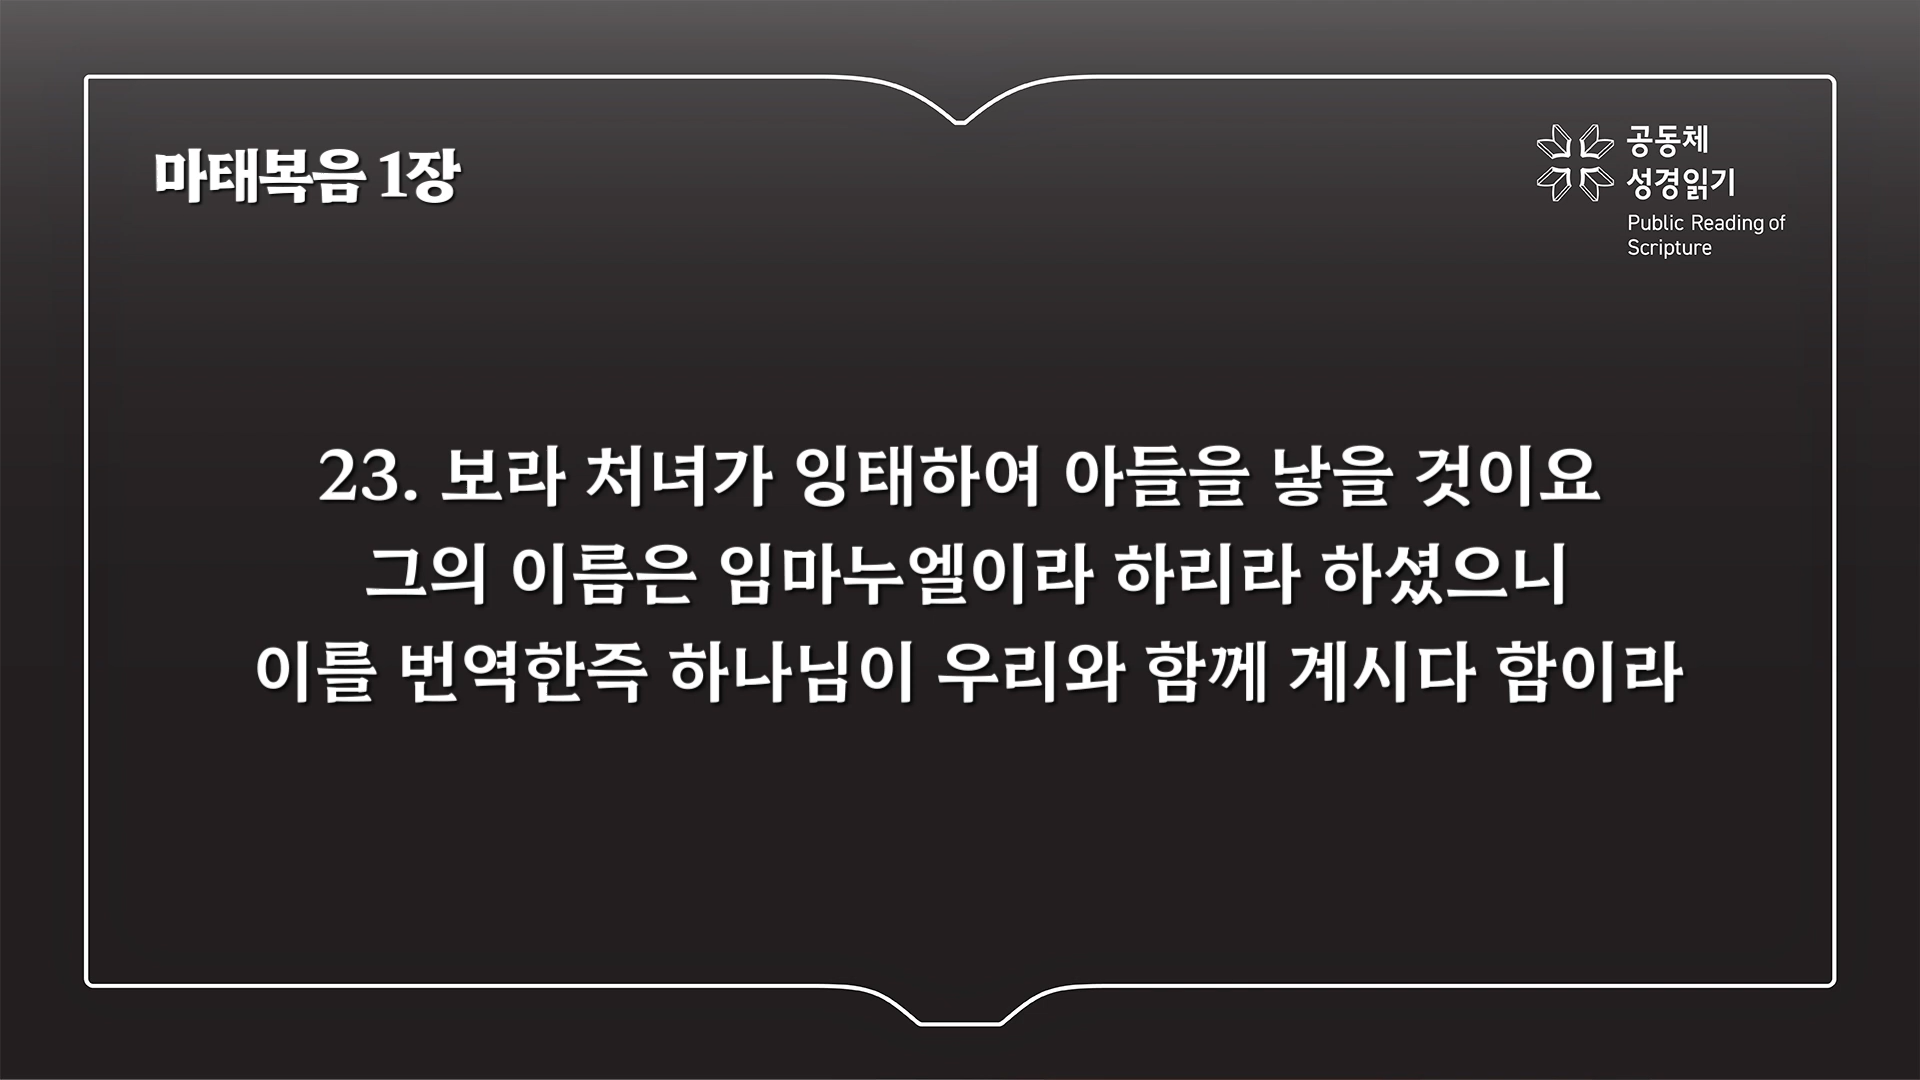 마태복음 1장
공동체
성경읽기
Public Reading of
Scripture
23. 보라 처녀가 잉태하여 아들을 낳을 것이요
그의 이름은 임마누엘이라 하리라 하셨으니
이를 번역한즉 하나님이 우리와 함께 계시다 함이라